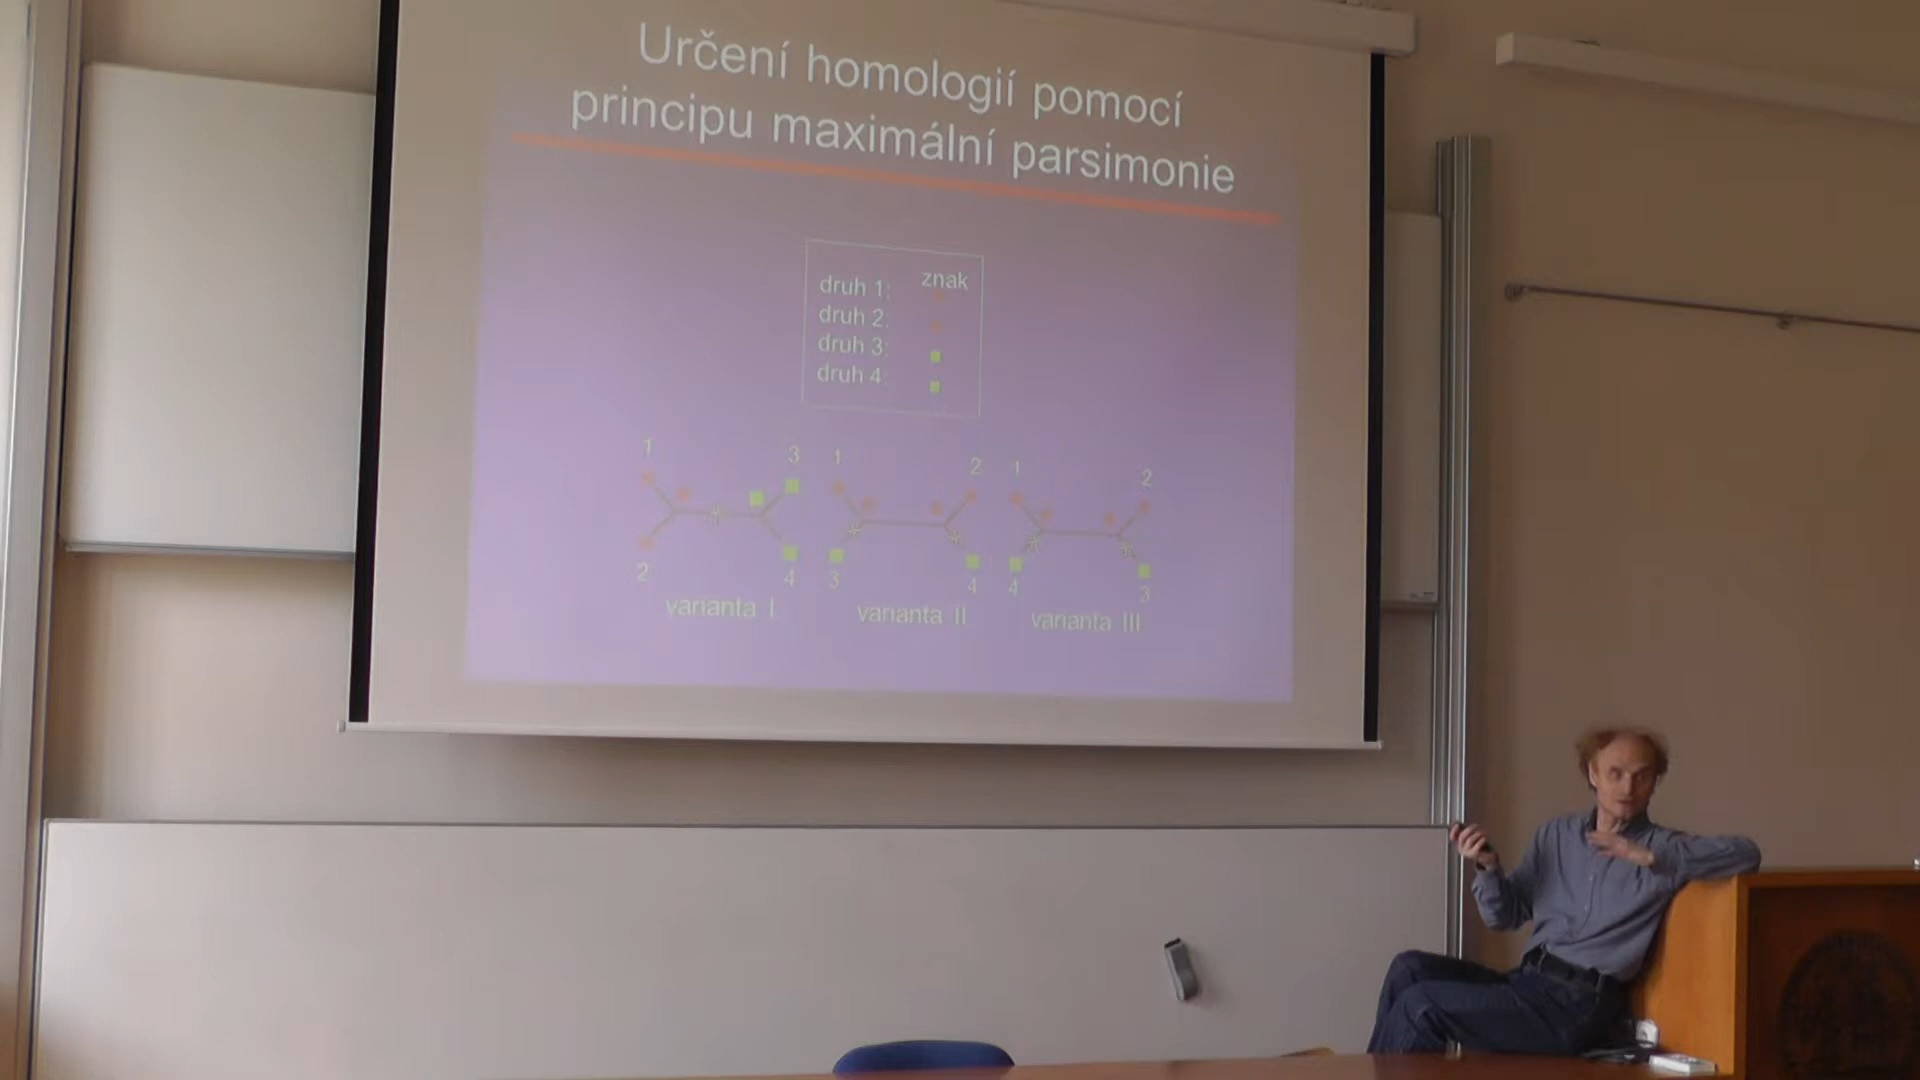 Určení homologií pomocí
principu maximální parsimonie
znak
druh 1:
druh 2:
druh 3:
druh 4:
1 3 1 2 1 2
2 4 3 4 4 3
varianta I. varianta II varianta III